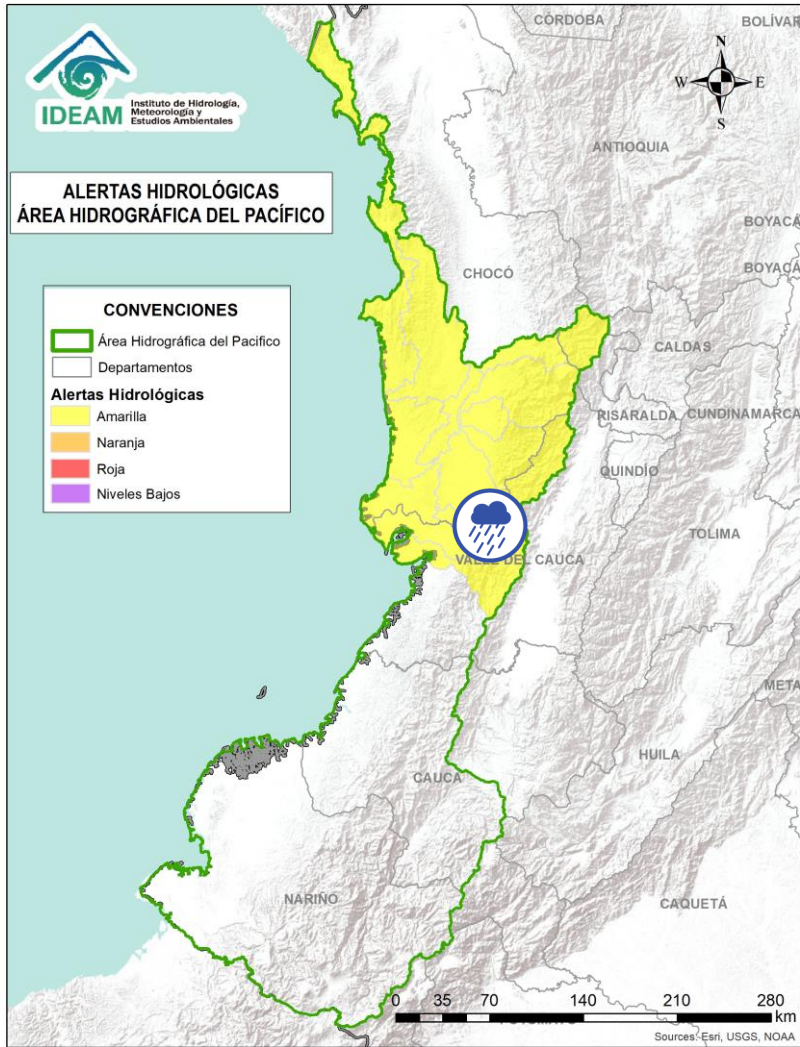 CÓRDOBA
BOLÍVAR
N
W
E
S
IDEAM
Instituto de Hidrología,
Meteorología y
Estudios Ambientales
ANTIOQUIA
ALERTAS HIDROLÓGICAS
ÁREA HIDROGRÁFICA DEL PACÍFICO
BOYACÁ
BOYACÁ
CHOCÓ
CONVENCIONES
Área Hidrográfica del Pacifico
Departamentos
Alertas Hidrológicas
Amarilla
Naranja
Roja
Niveles Bajos
CALDAS
RISARALDA
CUNDINAMARCA
QUINDÍO
TOLIMA
VALLE DEL CAUCA
META
HUILA
CAUCA
NARIÑO
CAQUETÁ
0 35 70 140 210 280
km
Sources: Esri, USGS, NOAA